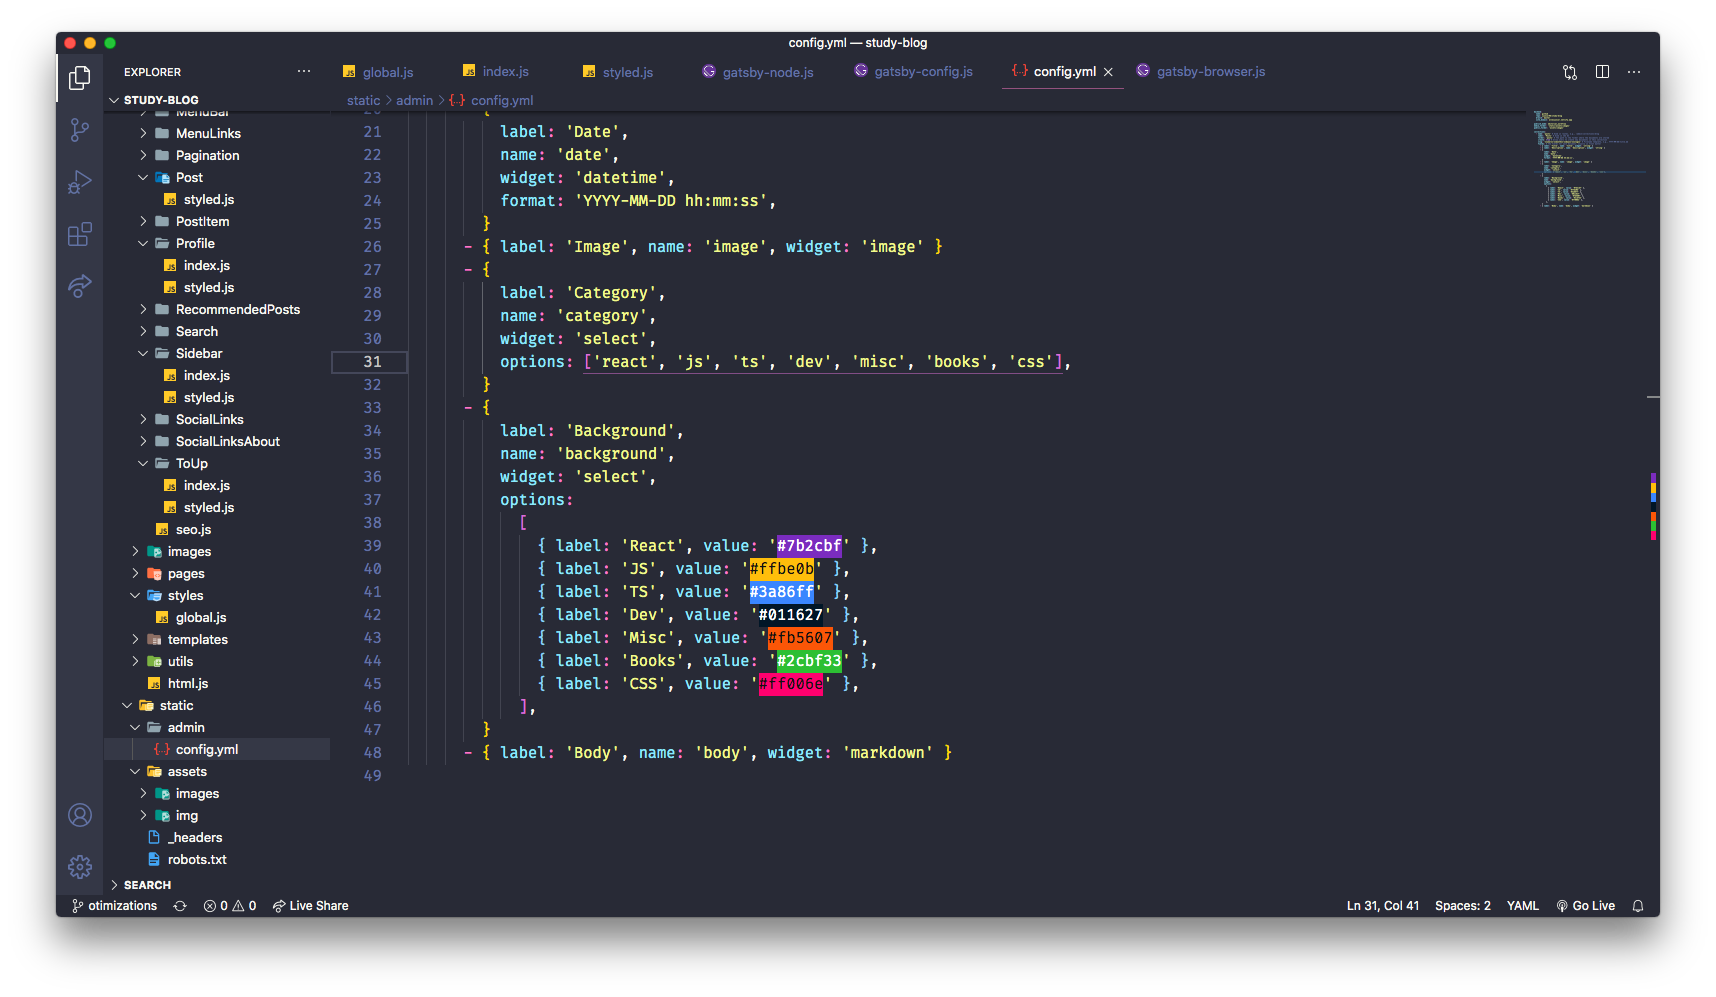 config.yml — study-blog
EXPLORER
global.js
index.js
styled.js
gatsby-node.js
gatsby-config.js
config.yml
gatsby-browser.js
STUDY-BLOG
static > admin > {..} config.yml
MenuBar
MenuLinks
Pagination
Post
styled.js
PostItem
Profile
index.js
styled.js
RecommendedPosts
Search
Sidebar
index.js
styled.js
SocialLinks
SocialLinksAbout
ToUp
index.js
styled.js
seo.js
images
pages
styles
global.js
templates
utils
html.js
static
admin
config.yml
assets
images
img
_headers
robots.txt
SEARCH
20 {
21 label: 'Date',
22 name: 'date',
23 widget: 'datetime',
24 format: 'YYYY-MM-DD hh:mm:ss',
25 }
26 - { label: 'Image', name: 'image', widget: 'image' }
27 - {
28 label: 'Category',
29 name: 'category',
30 widget: 'select',
31 options: ['react', 'js', 'ts', 'dev', 'misc', 'books', 'css'],
32 }
33 - {
34 label: 'Background',
35 name: 'background',
36 widget: 'select',
37 options:
38 [
39 { label: 'React', value: '#7b2cbf' },
40 { label: 'JS', value: '#ffbe0b' },
41 { label: 'TS', value: '#3a86ff' },
42 { label: 'Dev', value: '#011627' },
43 { label: 'Misc', value: '#fb5607' },
44 { label: 'Books', value: '#2cbf33' },
45 { label: 'CSS', value: '#ff006e' },
46 ],
47 }
48 - { label: 'Body', name: 'body', widget: 'markdown' }
49
otimizations
0
0
Live Share
Ln 31, Col 41
Spaces: 2
YAML
Go Live